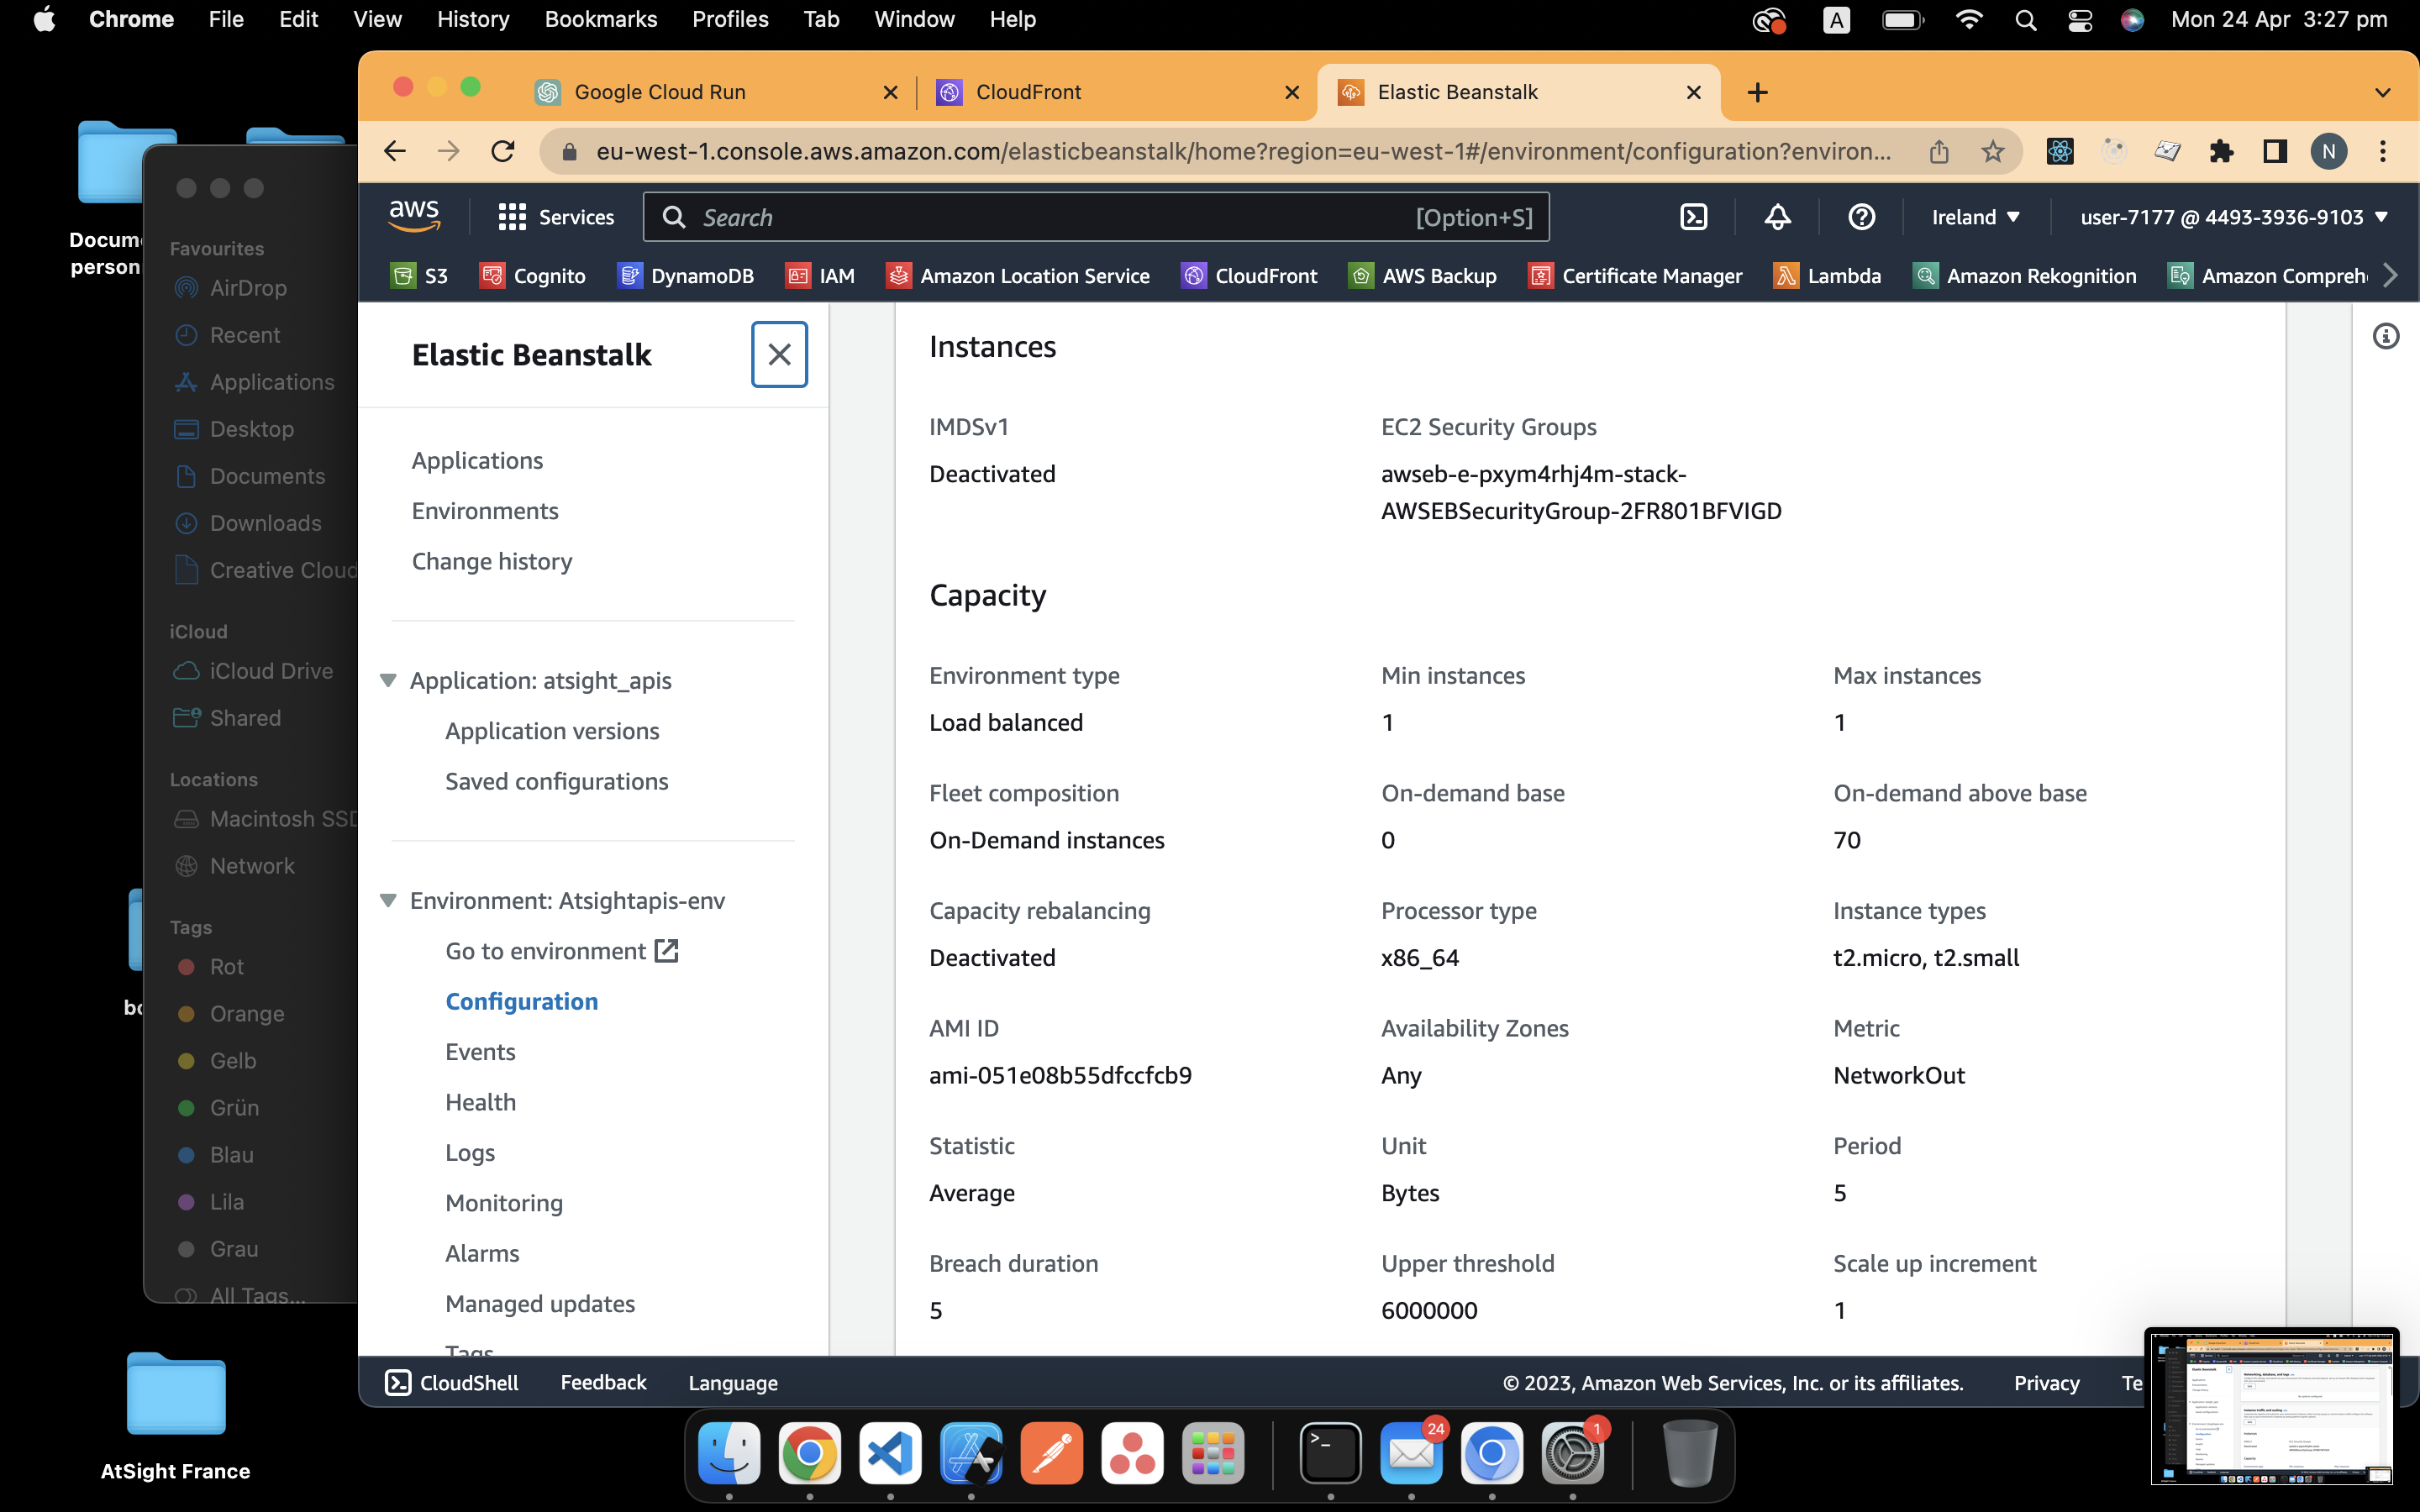 Chrome File Edit View History Bookmarks Profiles Tab Window Help
A Mon 24 Apr 3:27 pm
Google Cloud Run
CloudFront
Elastic Beanstalk
eu-west-1.console.aws.amazon.com/elasticbeanstalk/home?region=eu-west-1#/environment/configuration?environ...
N
aws
Services
Search
[Option+S]
Ireland
user-7177 @ 4493-3936-9103
S3
Cognito
DynamoDB
IAM
Amazon Location Service
CloudFront
AWS Backup
Certificate Manager
Lambda
Amazon Rekognition
Amazon Compreh
Docum
person
Favourites
AirDrop
Recent
Applications
Desktop
Documents
Downloads
Creative Cloud
iCloud
iCloud Drive
Shared
Locations
Macintosh SSD
Network
Tags
Rot
Orange
Gelb
Grün
Blau
Lila
Grau
All Tags...
AtSight France
Elastic Beanstalk
Applications
Environments
Change history
Application: atsight_apis
Application versions
Saved configurations
Environment: Atsightapis-env
Go to environment
Configuration
Events
Health
Logs
Monitoring
Alarms
Managed updates
Tags
Instances
IMDSv1
Deactivated
EC2 Security Groups
awseb-e-pxym4rhj4m-stack-
AWSEBSecurityGroup-2FR801BFVIGD
Capacity
Environment type
Load balanced
Min instances
1
Max instances
1
Fleet composition
On-Demand instances
On-demand base
0
On-demand above base
70
Capacity rebalancing
Deactivated
Processor type
x86_64
Instance types
t2.micro, t2.small
AMI ID
ami-051e08b55dfccfcb9
Availability Zones
Any
Metric
NetworkOut
Statistic
Average
Unit
Bytes
Period
5
Breach duration
5
Upper threshold
6000000
Scale up increment
1
CloudShell
Feedback
Language
© 2023, Amazon Web Services, Inc. or its affiliates.
Privacy
Te
24
1